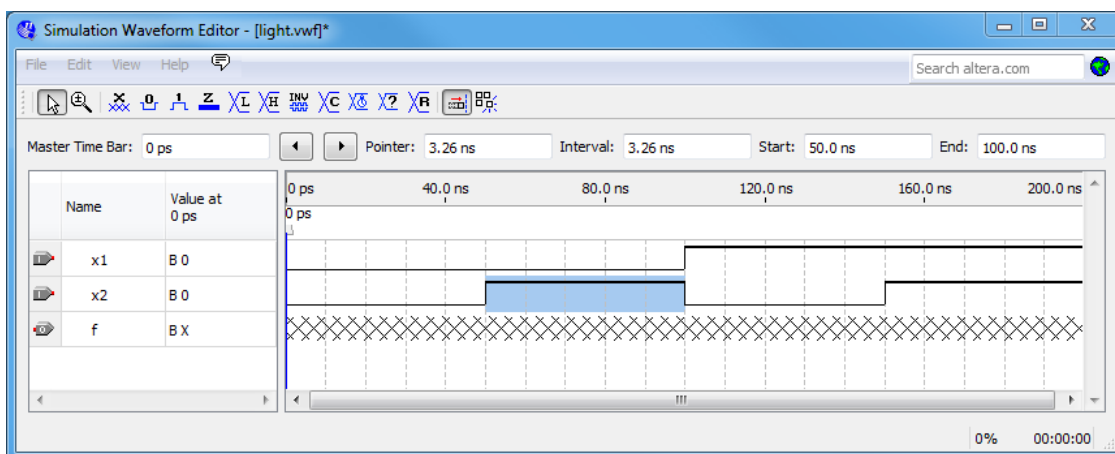 Simulation Waveform Editor - [light.vwf]*
File Edit View Help Search altera.com
X 0 1 Z L H INV C ? R
Master Time Bar: 0 ps Pointer: 3.26 ns Interval: 3.26 ns Start: 50.0 ns End: 100.0 ns
Name Value at 0 ps
0 ps 40.0 ns 80.0 ns 120.0 ns 160.0 ns 200.0 ns
0 ps
x1 B 0
x2 B 0
f B X
0% 00:00:00